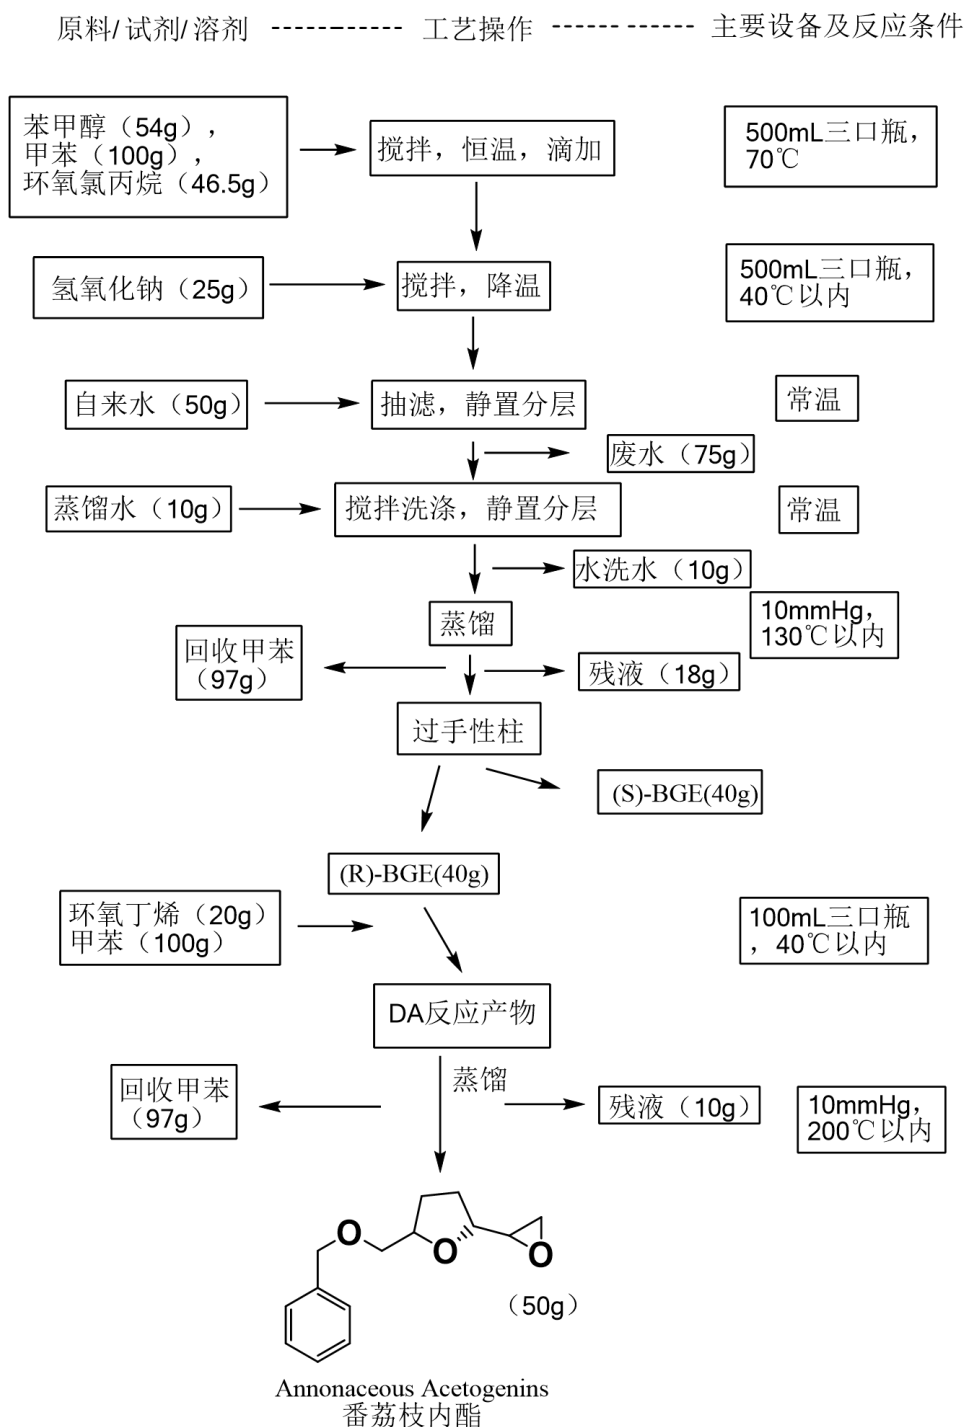 原料/试剂/溶剂 ---------------- 工艺操作 ------ ------ 主要设备及反应条件
苯甲醇（54g），
甲苯（100g），
环氧氯丙烷（46.5g）
搅拌，恒温，滴加
500mL三口瓶，
70℃
氢氧化钠（25g）
搅拌，降温
500mL三口瓶，
40℃以内
自来水（50g）
抽滤，静置分层
常温
废水（75g）
蒸馏水（10g）
搅拌洗涤，静置分层
常温
水洗水（10g）
蒸馏
10mmHg，
130℃以内
回收甲苯
（97g）
残液（18g）
过手性柱
(S)-BGE(40g)
(R)-BGE(40g)
环氧丁烯（20g）
甲苯（100g）
100mL三口瓶
，40℃以内
DA反应产物
蒸馏
回收甲苯
（97g）
残液（10g）
10mmHg，
200℃以内
O
O
O
（50g）
Annonaceous Acetogenins
番荔枝内酯